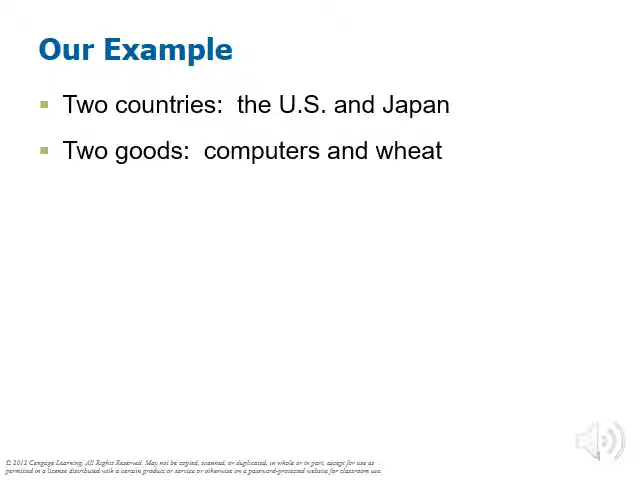 Our Example
▪ Two countries: the U.S. and Japan
▪ Two goods: computers and wheat
© 2012 Cengage Learning. All Rights Reserved. May not be copied, scanned, or duplicated, in whole or in part, except for use as
permitted in a license distributed with a certain product or service or otherwise on a password-protected website for classroom use.